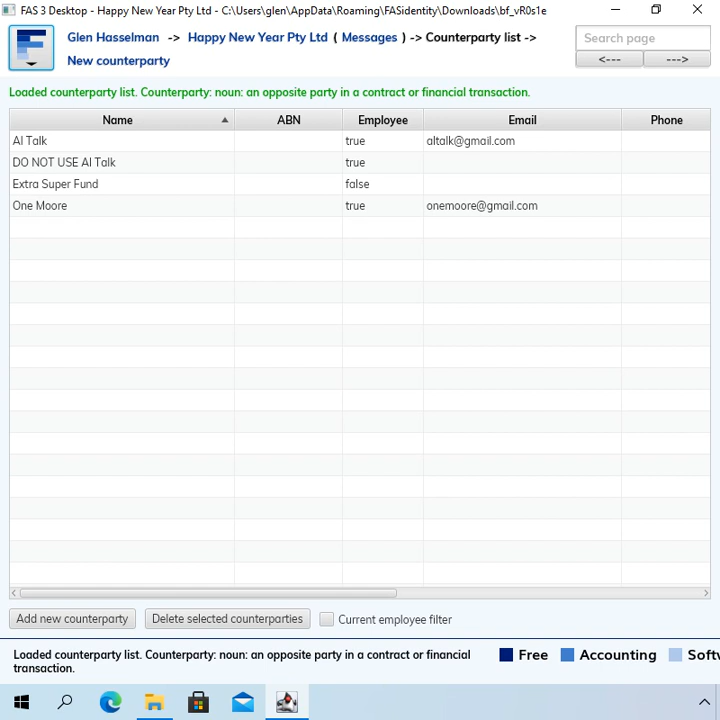 FAS 3 Desktop - Happy New Year Pty Ltd - C:\Users\glen\AppData\Roaming\FASidentity\Downloads\bf_vR0s1e
Glen Hasselman -> Happy New Year Pty Ltd ( Messages ) -> Counterparty list ->
New counterparty
Search page
<--- --->
Loaded counterparty list. Counterparty: noun: an opposite party in a contract or financial transaction.
Name ABN Employee Email Phone
Al Talk true altalk@gmail.com
DO NOT USE Al Talk true
Extra Super Fund false
One Moore true onemoore@gmail.com
Add new counterparty Delete selected counterparties Current employee filter
Loaded counterparty list. Counterparty: noun: an opposite party in a contract or financial
transaction.
Free Accounting Softw